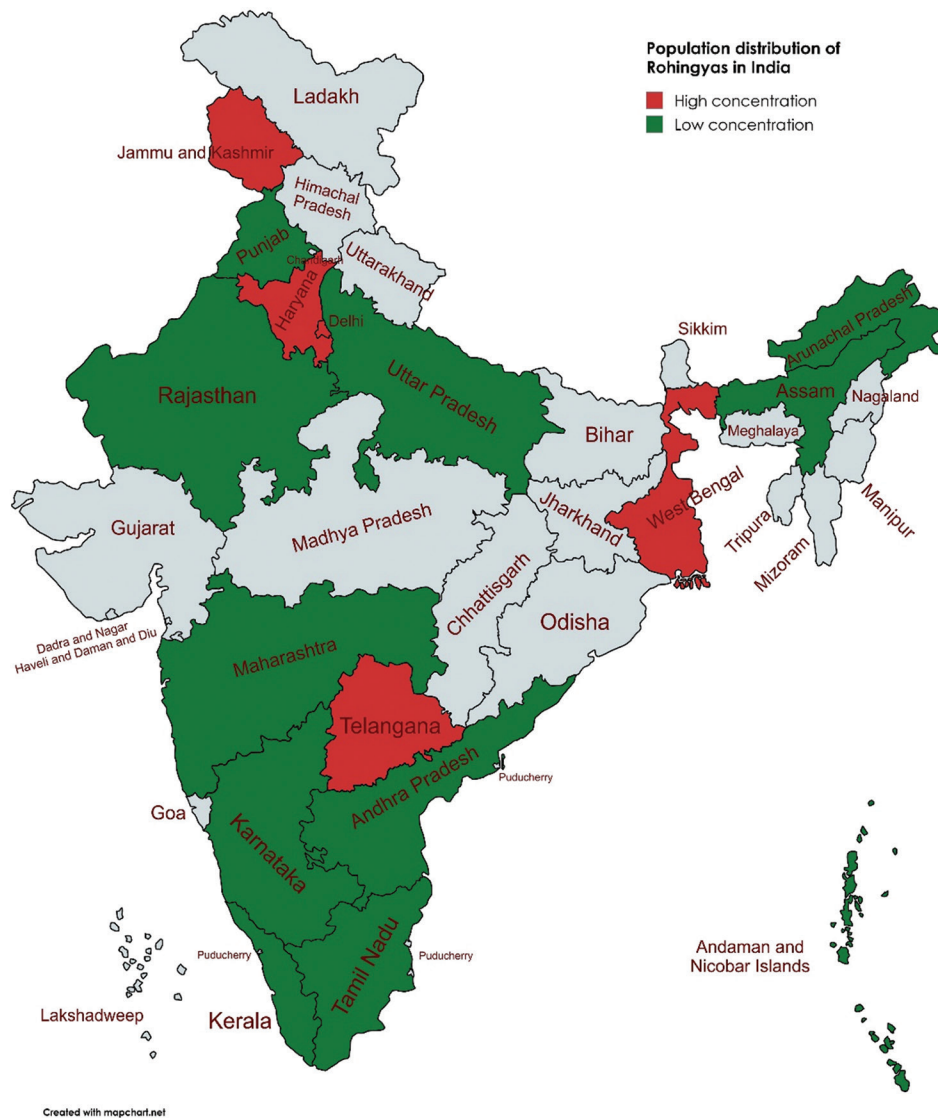 Population distribution of
Rohingyas in India
High concentration
Low concentration
Ladakh
Jammu and Kashmir
Himachal
Pradesh
Punjab
Chandigarh
Uttarakhand
Haryana
Delhi
Sikkim
Arunachal Pradesh
Rajasthan
Uttar Pradesh
Assam
Nagaland
Bihar
Meghalaya
Gujarat
Madhya Pradesh
Jharkhand
West Bengal
Tripura
Mizoram
Manipur
Chhattisgarh
Odisha
Dadra and Nagar
Haveli and Daman and Diu
Maharashtra
Telangana
Andhra Pradesh
Puducherry
Goa
Karnataka
Puducherry
Tamil Nadu
Puducherry
Andaman and
Nicobar Islands
Lakshadweep
Kerala
Created with mapchart.net